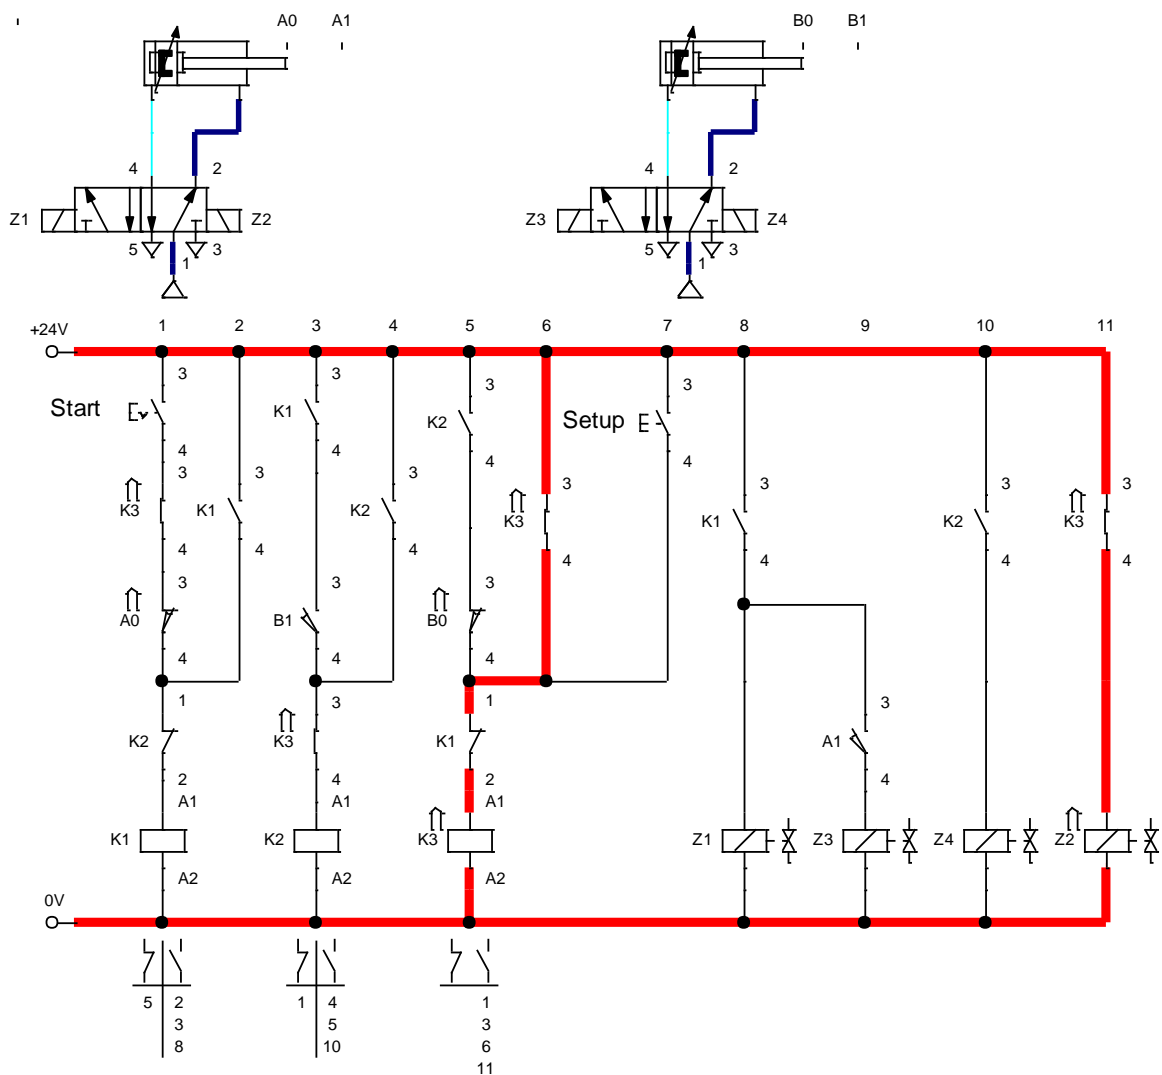 A0 A1 B0 B1
4 2 4 2
Z1 Z2 Z3 Z4
5 3 5 3
1 1
+24V 1 2 3 4 5 6 7 8 9 10 11
3 3 3 3
Start K1 K2 Setup
4 4 4 4
3 3 3 3 3 3 3
K3 K1 K2 K3 K1 K2 K3
4 4 4 4 4 4 4
3 3 3
A0 B1 B0
4 4 4
1 3 1 3
K2 K3 K1 A1
2 4 2 4
A1 A1 A1
K1 K2 K3 Z1 Z3 Z4 Z2
A2 A2 A2
0V
5 2 1 4 1
3 5 3
8 10 6
11